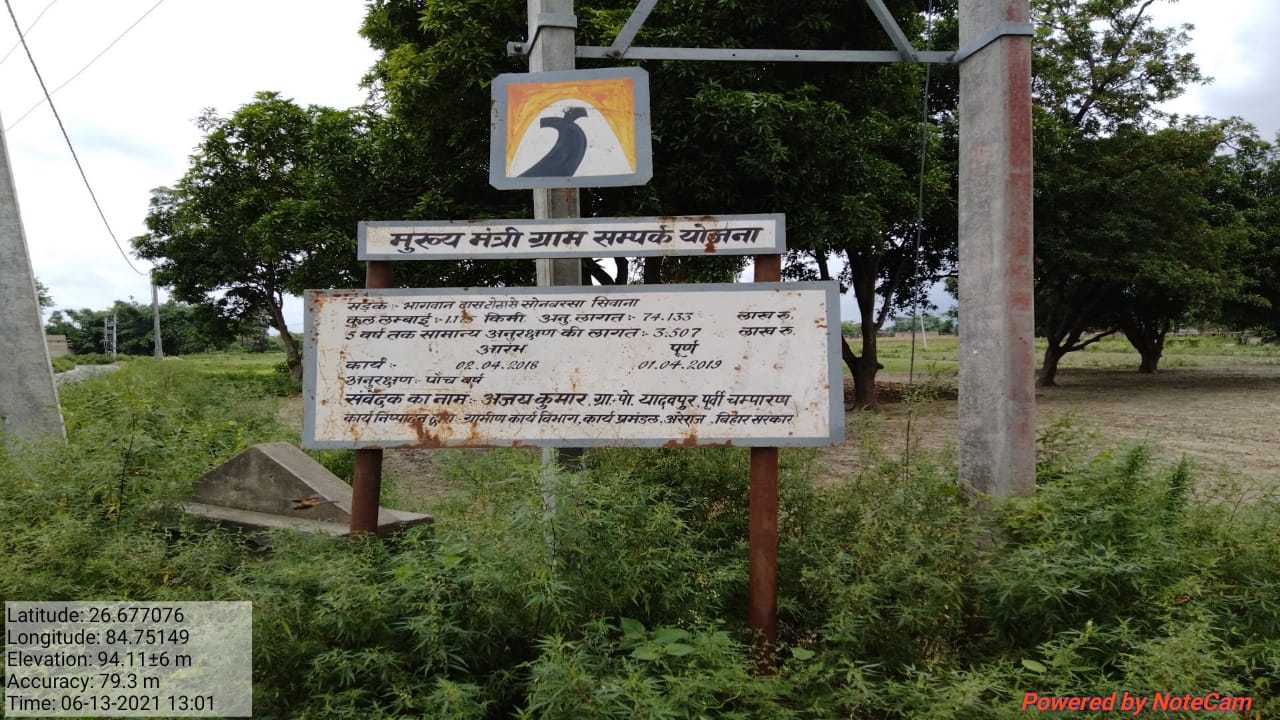 मुख्य मंत्री ग्राम सम्पर्क योजना
सड़कः- भागवान दास टोला से सोनबरसा सिवाना
कुल लम्बाईः- किमी अनु लागतः- 74.133 लाख रु.
5 वर्ष तक सामान्य अनुरक्षण की लागतः- 3.507 लाख रु.
आरंभ पूर्ण
कार्यः- 02.04.2018 01.04.2019
अनुरक्षणः- पाँच वर्ष
संवेदक का नामः- अजय कुमार, ग्रा.पो. यादवपुर, पूर्वी चम्पारण
कार्य निष्पादन द्वाराः- ग्रामीण कार्य विभाग, कार्य प्रमंडल, अरेराज, बिहार सरकार
Latitude: 26.677076
Longitude: 84.75149
Elevation: 94.11±6 m
Accuracy: 79.3 m
Time: 06-13-2021 13:01
Powered by NoteCam